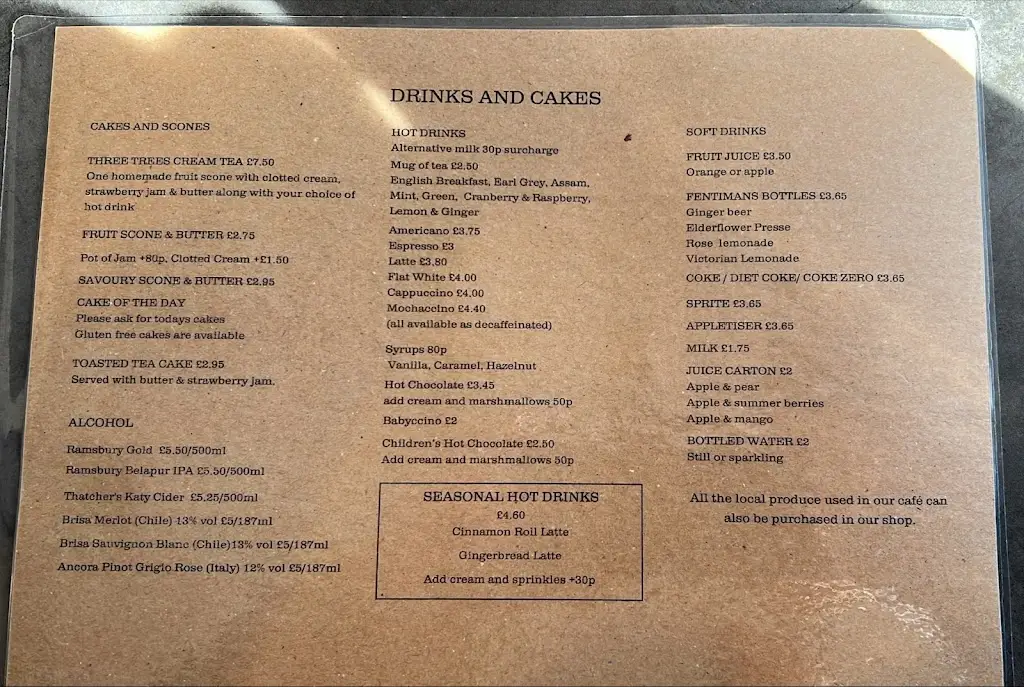 DRINKS AND CAKES
CAKES AND SCONES
THREE TREES CREAM TEA £7.50
One homemade fruit scone with clotted cream,
strawberry jam & butter along with your choice of
hot drink
FRUIT SCONE & BUTTER £2.75
Pot of Jam +80p, Clotted Cream +£1.50
SAVOURY SCONE & BUTTER £2.95
CAKE OF THE DAY
Please ask for todays cakes
Gluten free cakes are available
TOASTED TEA CAKE £2.95
Served with butter & strawberry jam.
ALCOHOL
Ramsbury Gold £5.50/500ml
Ramsbury Belapur IPA £5.50/500ml
Thatcher's Katy Cider £5.25/500ml
Brisa Merlot (Chile) 13% vol £5/187ml
Brisa Sauvignon Blanc (Chile)13% vol £5/187ml
Ancora Pinot Grigio Rose (Italy) 12% vol £5/187ml
HOT DRINKS
Alternative milk 30p surcharge
Mug of tea £2.50
English Breakfast, Earl Grey, Assam,
Mint, Green, Cranberry & Raspberry,
Lemon & Ginger
Americano £3.75
Espresso £3
Latte £3.80
Flat White £4.00
Cappuccino £4.00
Mochaccino £4.40
(all available as decaffeinated)
Syrups 80p
Vanilla, Caramel, Hazelnut
Hot Chocolate £3.45
add cream and marshmallows 50p
Babyccino £2
Children's Hot Chocolate £2.50
Add cream and marshmallows 50p
SEASONAL HOT DRINKS
£4.60
Cinnamon Roll Latte
Gingerbread Latte
Add cream and sprinkles +30p
SOFT DRINKS
FRUIT JUICE £3.50
Orange or apple
FENTIMANS BOTTLES £3.65
Ginger beer
Elderflower Presse
Rose lemonade
Victorian Lemonade
COKE / DIET COKE/ COKE ZERO £3.65
SPRITE £3.65
APPLETISER £3.65
MILK £1.75
JUICE CARTON £2
Apple & pear
Apple & summer berries
Apple & mango
BOTTLED WATER £2
Still or sparkling
All the local produce used in our café can
also be purchased in our shop.